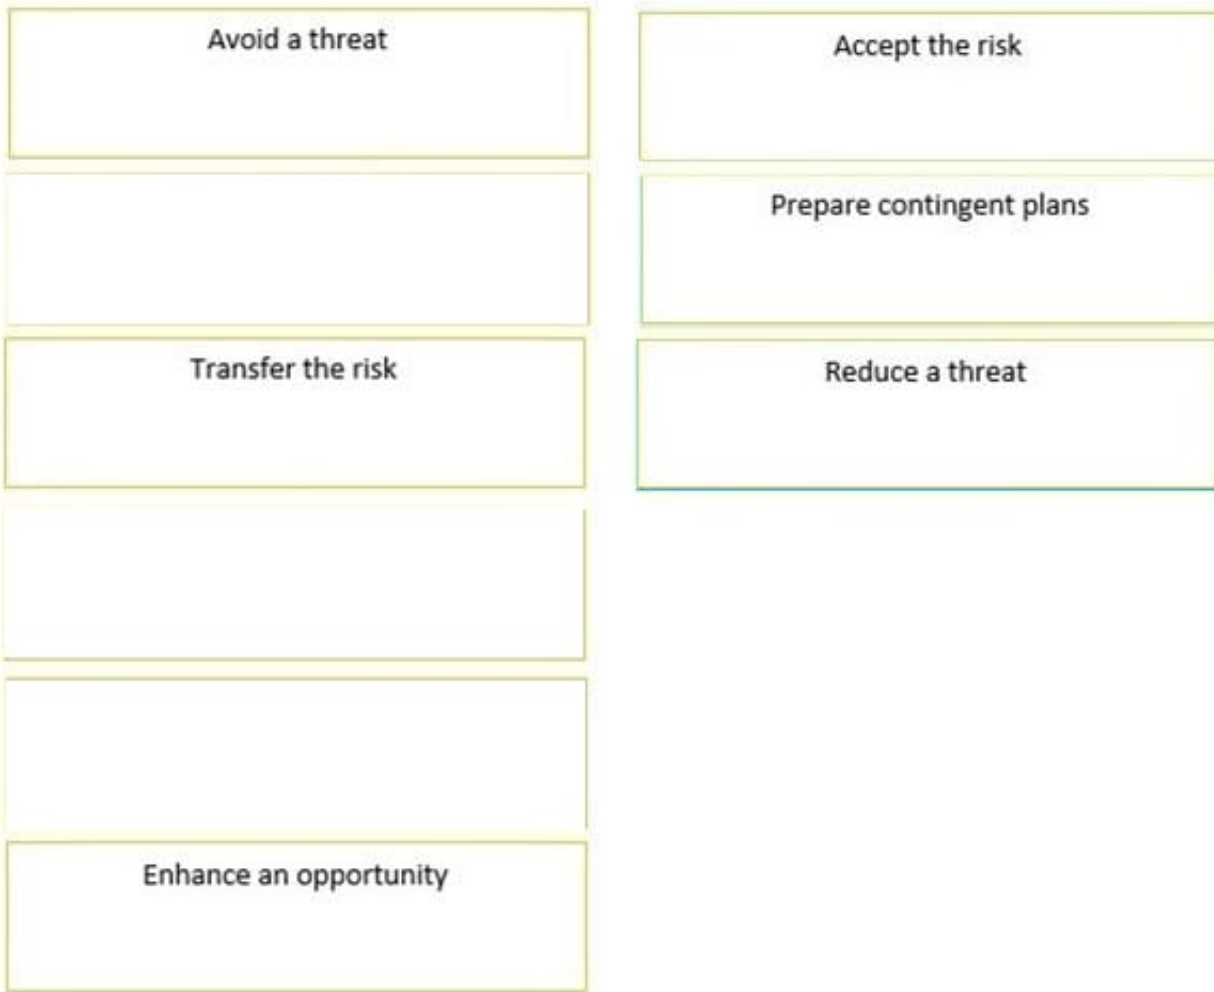 Avoid a threat
Accept the risk
Prepare contingent plans
Transfer the risk
Reduce a threat
Enhance an opportunity